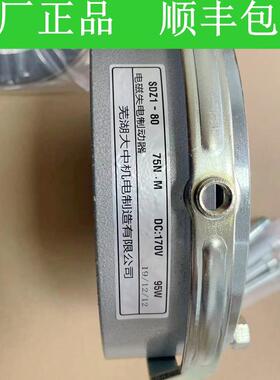 厂正品 顺丰包
SDZ1-80 75N·M DC:170V 95W
电磁失电制动器 19/12/12
芜湖大中机电制造有限公司